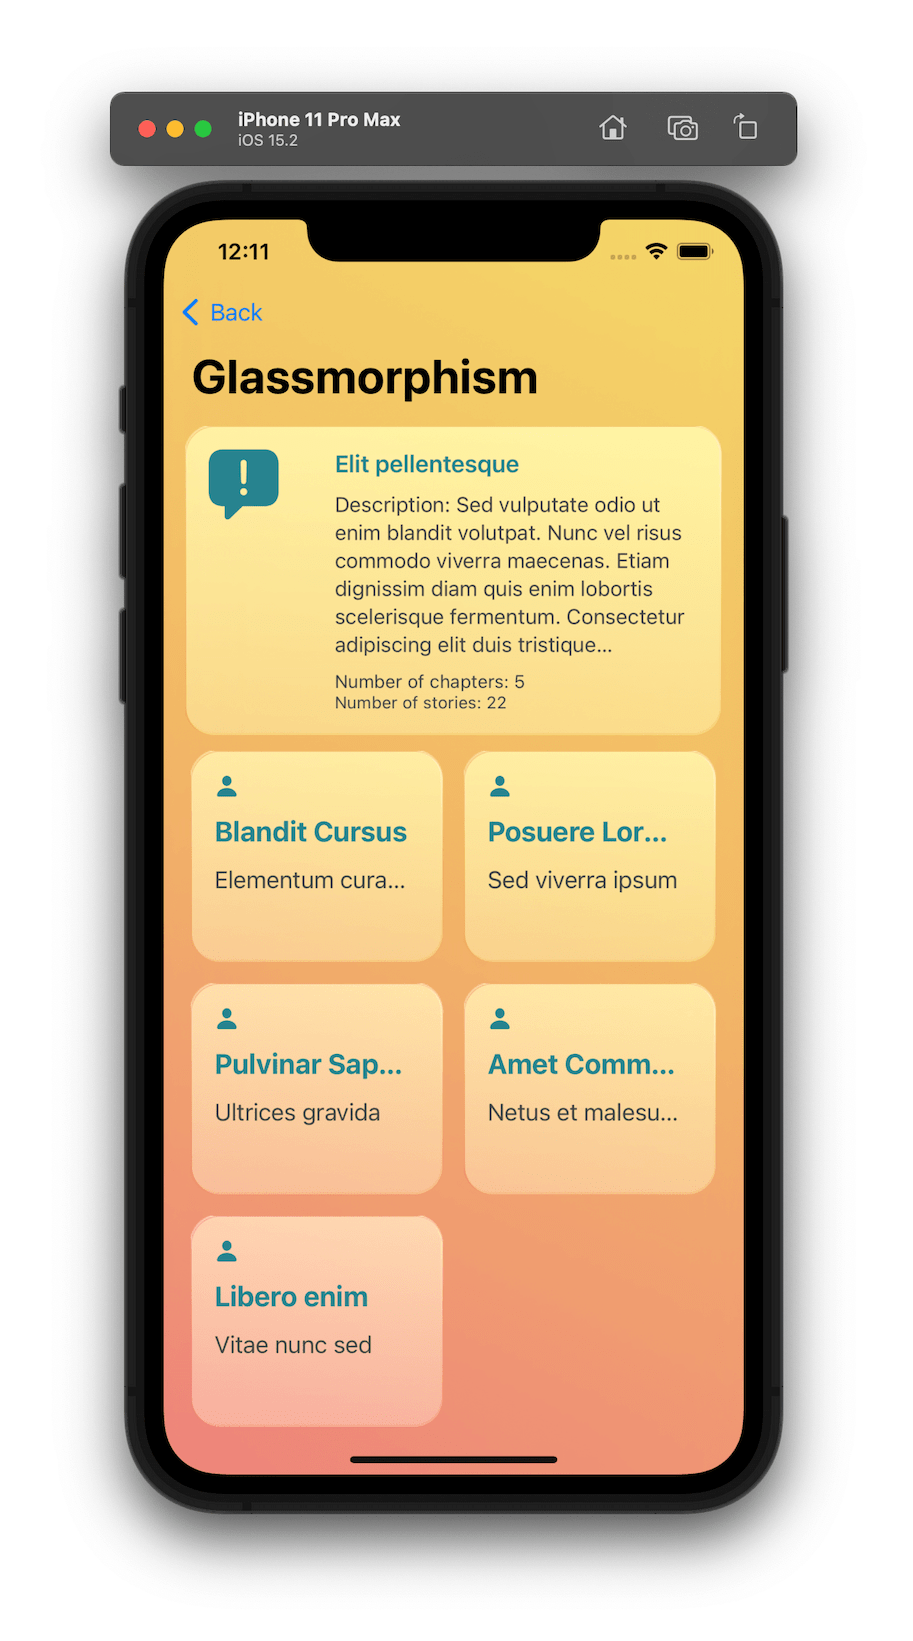 iPhone 11 Pro Max
iOS 15.2
12:11
Back
Glassmorphism
Elit pellentesque
Description: Sed vulputate odio ut
enim blandit volutpat. Nunc vel risus
commodo viverra maecenas. Etiam
dignissim diam quis enim lobortis
scelerisque fermentum. Consectetur
adipiscing elit duis tristique...
Number of chapters: 5
Number of stories: 22
Blandit Cursus
Elementum cura...
Posuere Lor...
Sed viverra ipsum
Pulvinar Sap...
Ultrices gravida
Amet Comm...
Netus et malesu...
Libero enim
Vitae nunc sed